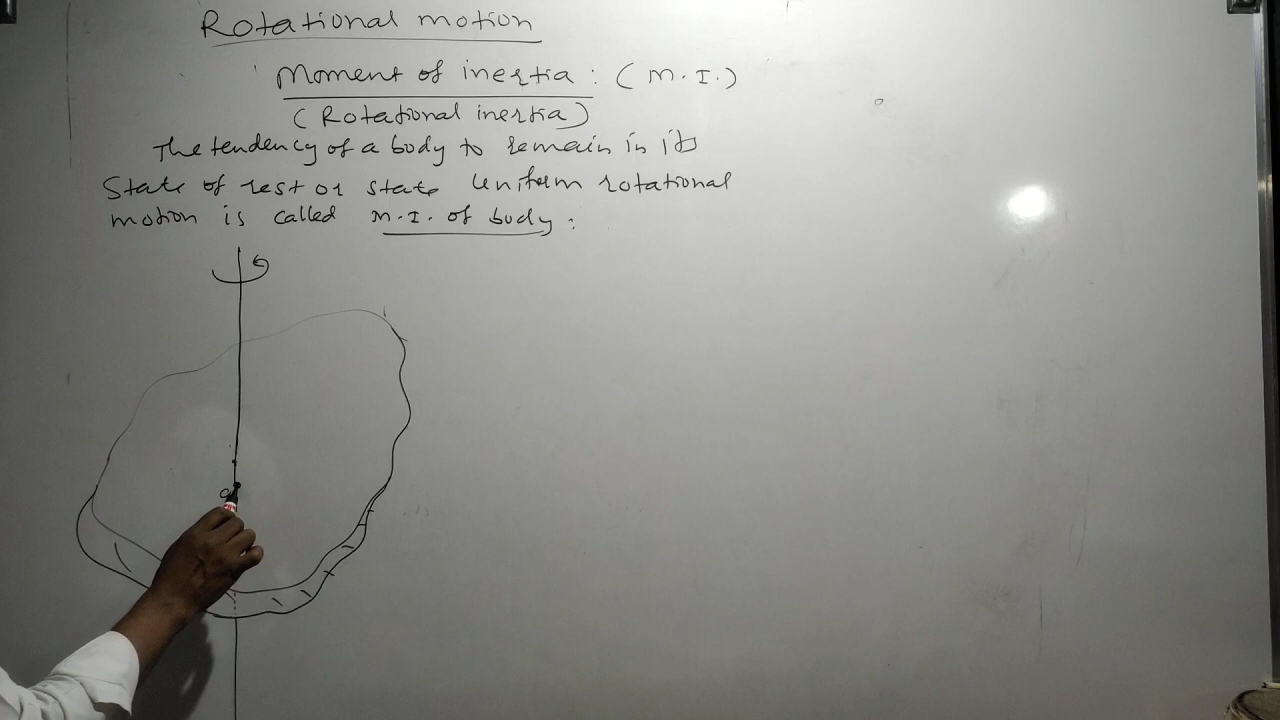 Rotational motion
Moment of inertia : (M.I.)
(Rotational inertia)
The tendency of a body to remain in its
State of rest or state Uniform rotational
motion is called M.I. of body :
o